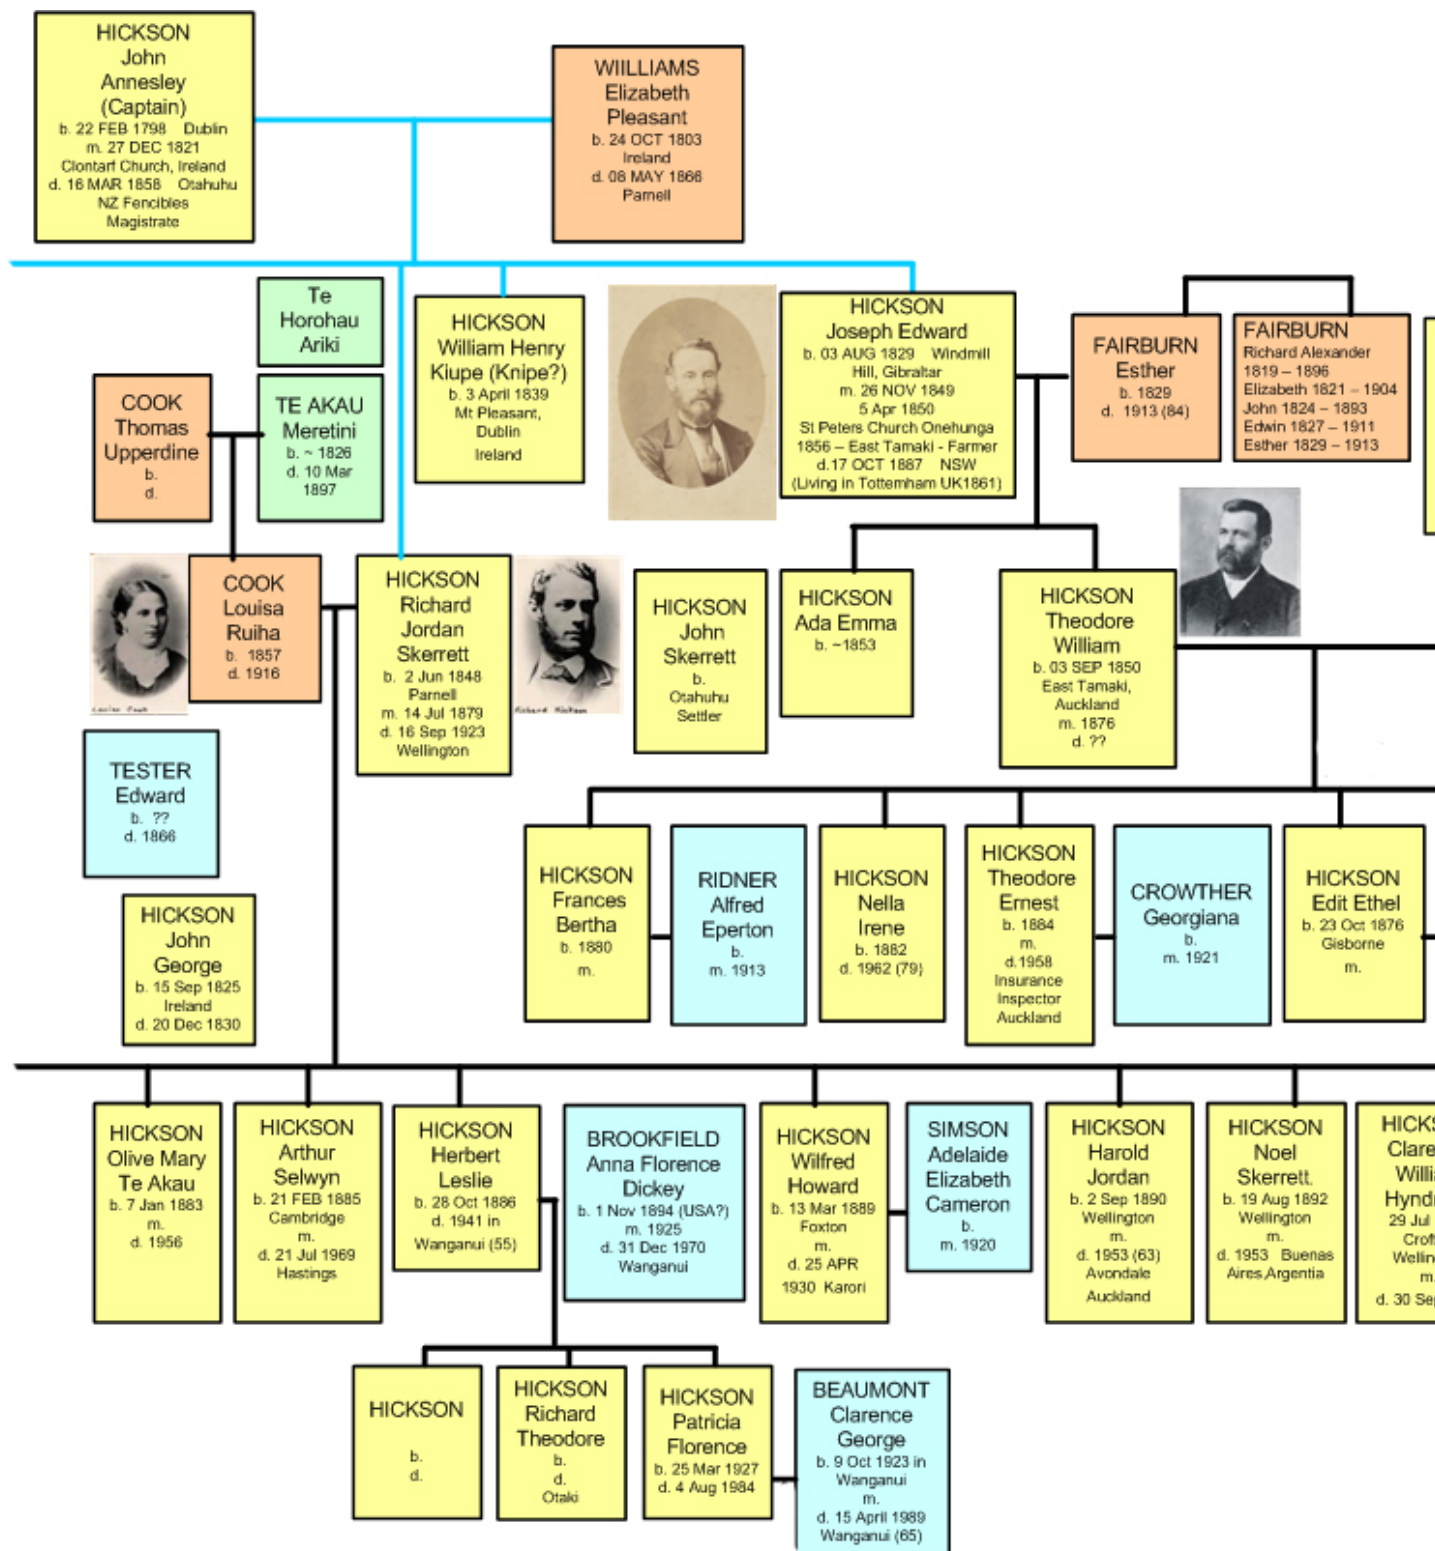 HICKSON
John
Annesley
(Captain)
b. 22 FEB 1798 Dublin
m. 27 DEC 1821
Clontarf Church, Ireland
d. 16 MAR 1858 Otahuhu
NZ Fencibles
Magistrate
WIILLIAMS
Elizabeth
Pleasant
b. 24 OCT 1803
Ireland
d. 08 MAY 1866
Parnell
Te
Horohau
Ariki
HICKSON
William Henry
Kiupe (Knipe?)
b. 3 April 1839
Mt Pleasant,
Dublin
Ireland
HICKSON
Joseph Edward
b. 03 AUG 1829 Windmill
Hill, Gibraltar
m. 26 NOV 1849
5 Apr 1850
St Peters Church Onehunga
1856 – East Tamaki - Farmer
d.17 OCT 1887 NSW
(Living in Tottemham UK1861)
FAIRBURN
Esther
b. 1829
d. 1913 (84)
FAIRBURN
Richard Alexander
1819 – 1896
Elizabeth 1821 – 1904
John 1824 – 1893
Edwin 1827 – 1911
Esther 1829 – 1913
COOK
Thomas
Upperdine
b.
d.
TE AKAU
Meretini
b. ~ 1826
d. 10 Mar
1897
COOK
Louisa
Ruiha
b. 1857
d. 1916
HICKSON
Richard
Jordan
Skerrett
b. 2 Jun 1848
Parnell
m. 14 Jul 1879
d. 16 Sep 1923
Wellington
Louisa Cook
Richard Hickson
HICKSON
John
Skerrett
b.
Otahuhu
Settler
HICKSON
Ada Emma
b. ~1853
HICKSON
Theodore
William
b. 03 SEP 1850
East Tamaki,
Auckland
m. 1876
d. ??
TESTER
Edward
b. ??
d. 1866
HICKSON
John
George
b. 15 Sep 1825
Ireland
d. 20 Dec 1830
HICKSON
Frances
Bertha
b. 1880
m.
RIDNER
Alfred
Eperton
b.
m. 1913
HICKSON
Nella
Irene
b. 1882
d. 1962 (79)
HICKSON
Theodore
Ernest
b. 1884
m.
d.1958
Insurance
Inspector
Auckland
CROWTHER
Georgiana
b.
m. 1921
HICKSON
Edit Ethel
b. 23 Oct 1876
Gisborne
m.
HICKSON
Olive Mary
Te Akau
b. 7 Jan 1883
m.
d. 1956
HICKSON
Arthur
Selwyn
b. 21 FEB 1885
Cambridge
m.
d. 21 Jul 1969
Hastings
HICKSON
Herbert
Leslie
b. 28 Oct 1886
d. 1941 in
Wanganui (55)
BROOKFIELD
Anna Florence
Dickey
b. 1 Nov 1894 (USA?)
m. 1925
d. 31 Dec 1970
Wanganui
HICKSON
Wilfred
Howard
b. 13 Mar 1889
Foxton
m.
d. 25 APR
1930 Karori
SIMSON
Adelaide
Elizabeth
Cameron
b.
m. 1920
HICKSON
Harold
Jordan
b. 2 Sep 1890
Wellington
m.
d. 1953 (63)
Avondale
Auckland
HICKSON
Noel
Skerrett.
b. 19 Aug 1892
Wellington
m.
d. 1953 Buenas
Aires,Argentia
HICKS
Clare
Willia
Hyndr
29 Jul
Croft
Wellin
m.
d. 30 Sep
HICKSON
b.
d.
HICKSON
Richard
Theodore
b.
d.
Otaki
HICKSON
Patricia
Florence
b. 25 Mar 1927
d. 4 Aug 1984
BEAUMONT
Clarence
George
b. 9 Oct 1923 in
Wanganui
m.
d. 15 April 1989
Wanganui (65)